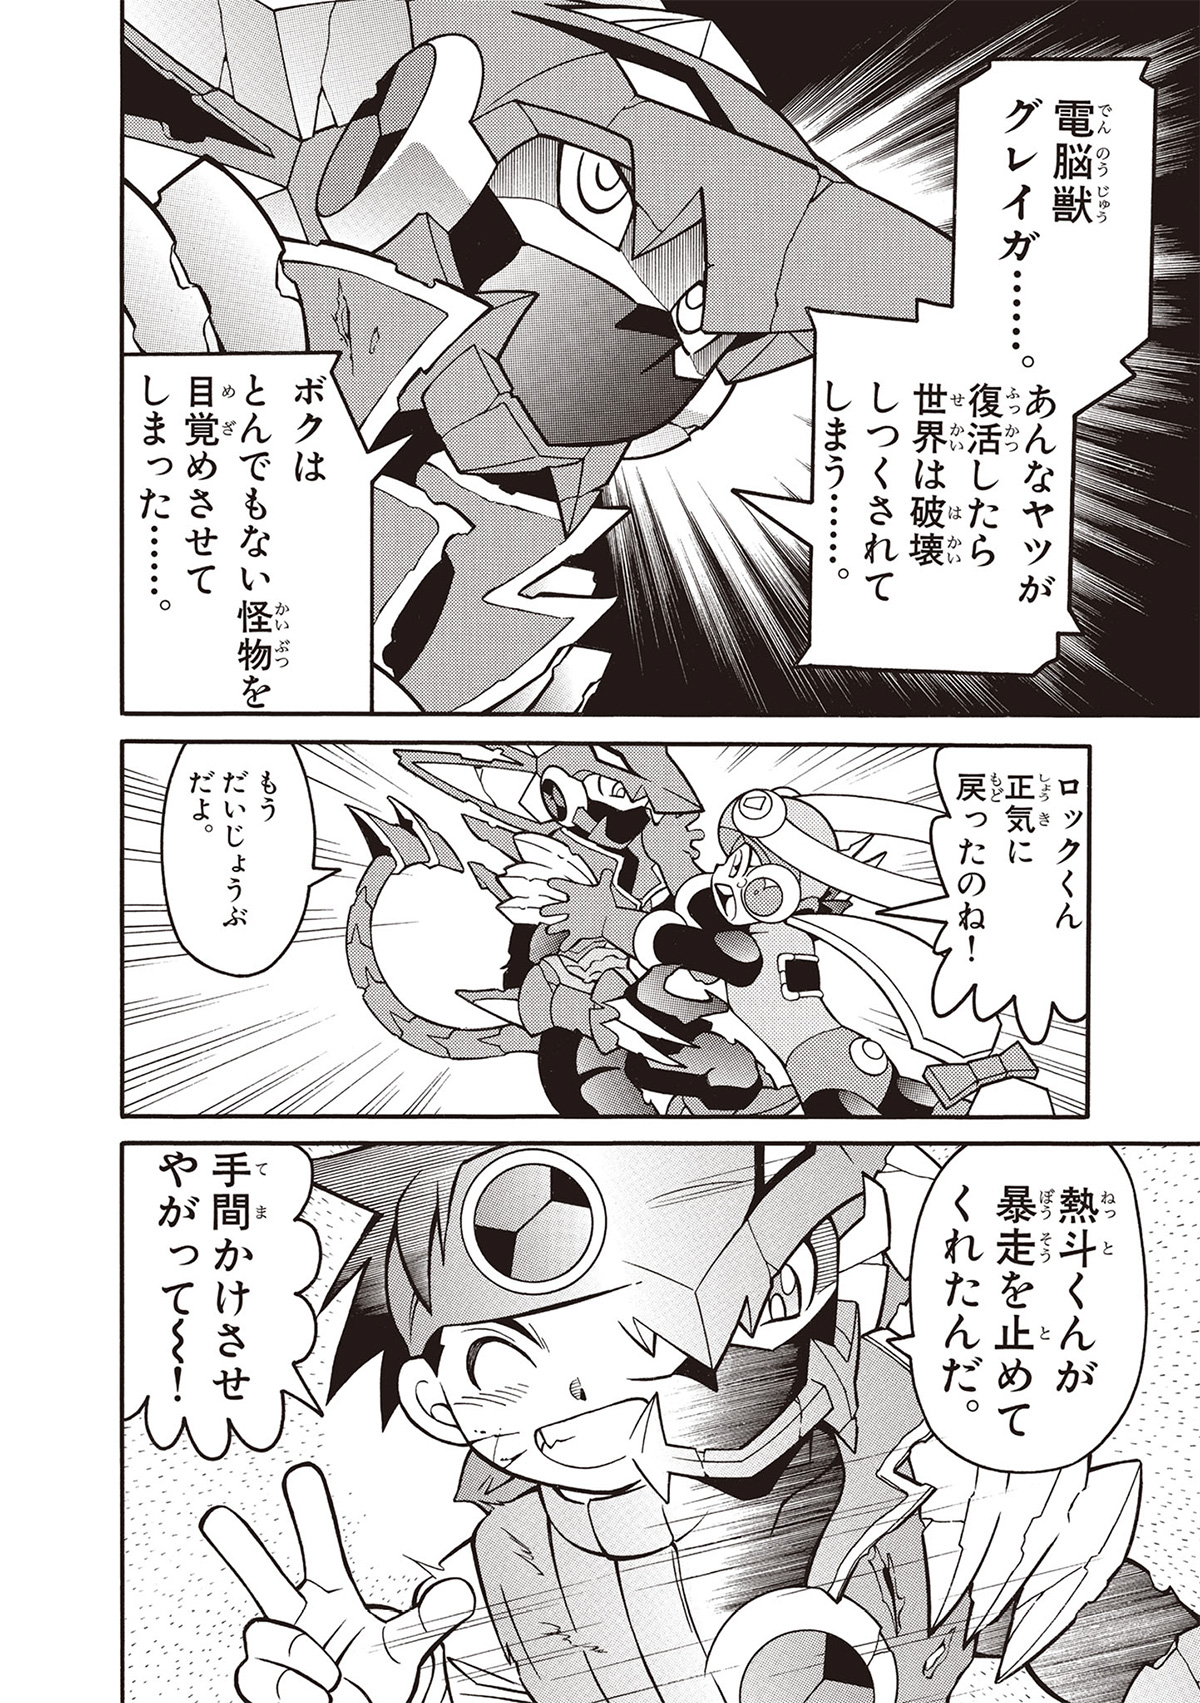 電脳獣
グレイガ……。
あんなヤツが
復活したら
世界は破壊
しつくされて
しまう……。
ボクは
とんでもない怪物を
目覚めさせて
しまった……。
ロックくん
正気に
戻ったのね！
もう
だいじょうぶ
だよ。
熱斗くんが
暴走を止めて
くれたんだ。
手間かけさせ
やがって～！